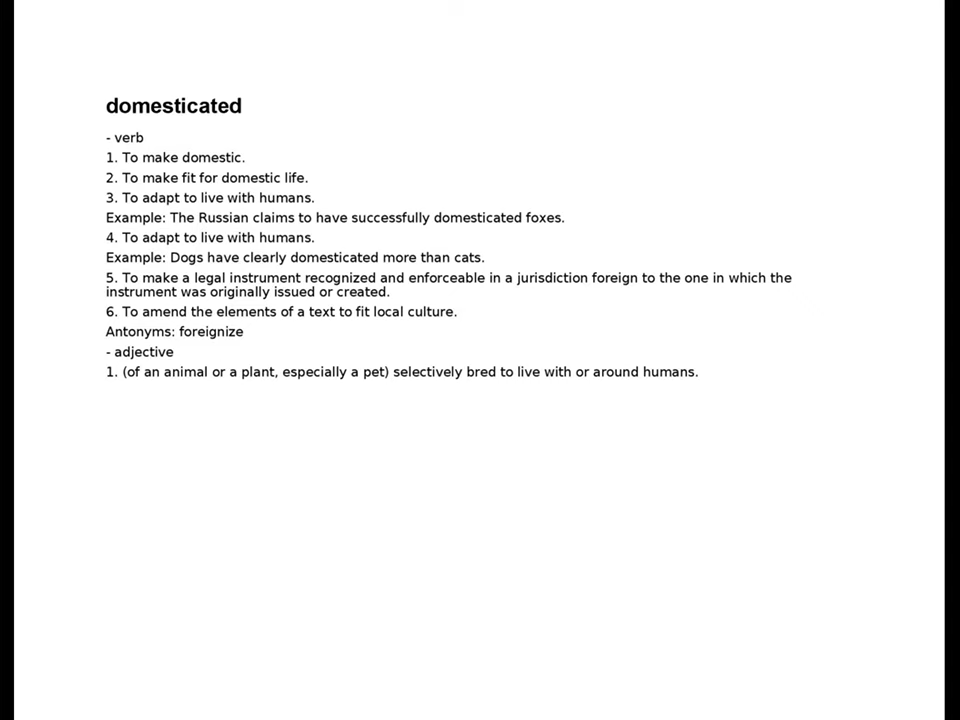 domesticated
- verb
1. To make domestic.
2. To make fit for domestic life.
3. To adapt to live with humans.
Example: The Russian claims to have successfully domesticated foxes.
4. To adapt to live with humans.
Example: Dogs have clearly domesticated more than cats.
5. To make a legal instrument recognized and enforceable in a jurisdiction foreign to the one in which the
instrument was originally issued or created.
6. To amend the elements of a text to fit local culture.
Antonyms: foreignize
- adjective
1. (of an animal or a plant, especially a pet) selectively bred to live with or around humans.